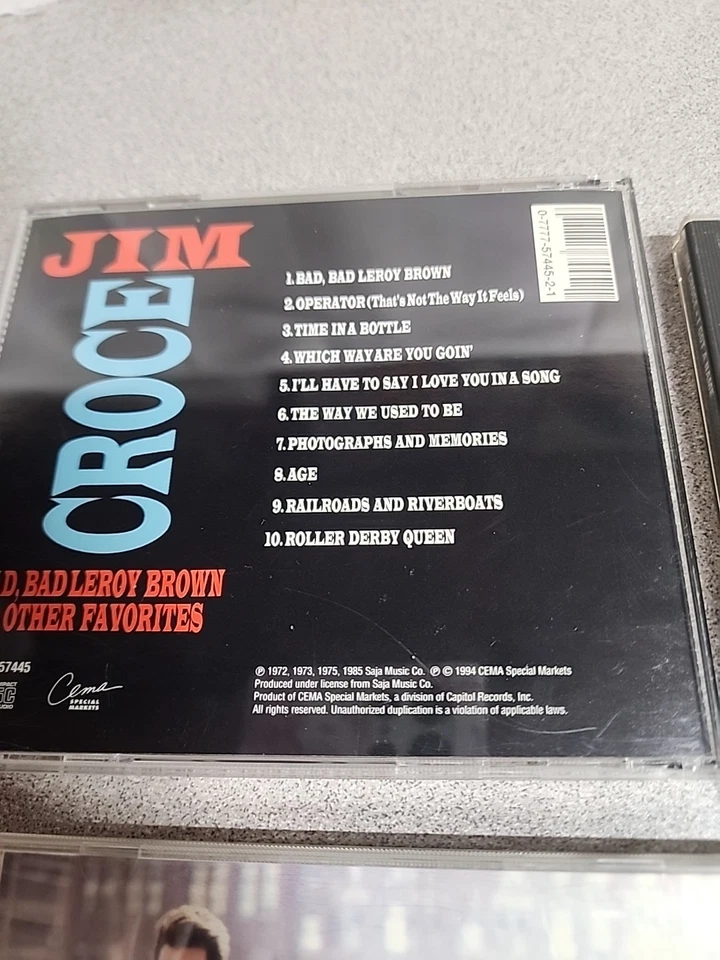 JIM
CROCE
BAD LEROY BROWN
OTHER FAVORITES
1. BAD, BAD LEROY BROWN
2. OPERATOR (That's Not The Way It Feels)
3. TIME IN A BOTTLE
4. WHICH WAY ARE YOU GOIN'
5. I'LL HAVE TO SAY I LOVE YOU IN A SONG
6. THE WAY WE USED TO BE
7. PHOTOGRAPHS AND MEMORIES
8. AGE
9. RAILROADS AND RIVERBOATS
10. ROLLER DERBY QUEEN
0-7777-57445-2-1
57445
Cema
SPECIAL
MARKETS
℗ 1972, 1973, 1975, 1985 Saja Music Co. ℗ © 1994 CEMA Special Markets
Produced under license from Saja Music Co.
Product of CEMA Special Markets, a division of Capitol Records, Inc.
All rights reserved. Unauthorized duplication is a violation of applicable laws.